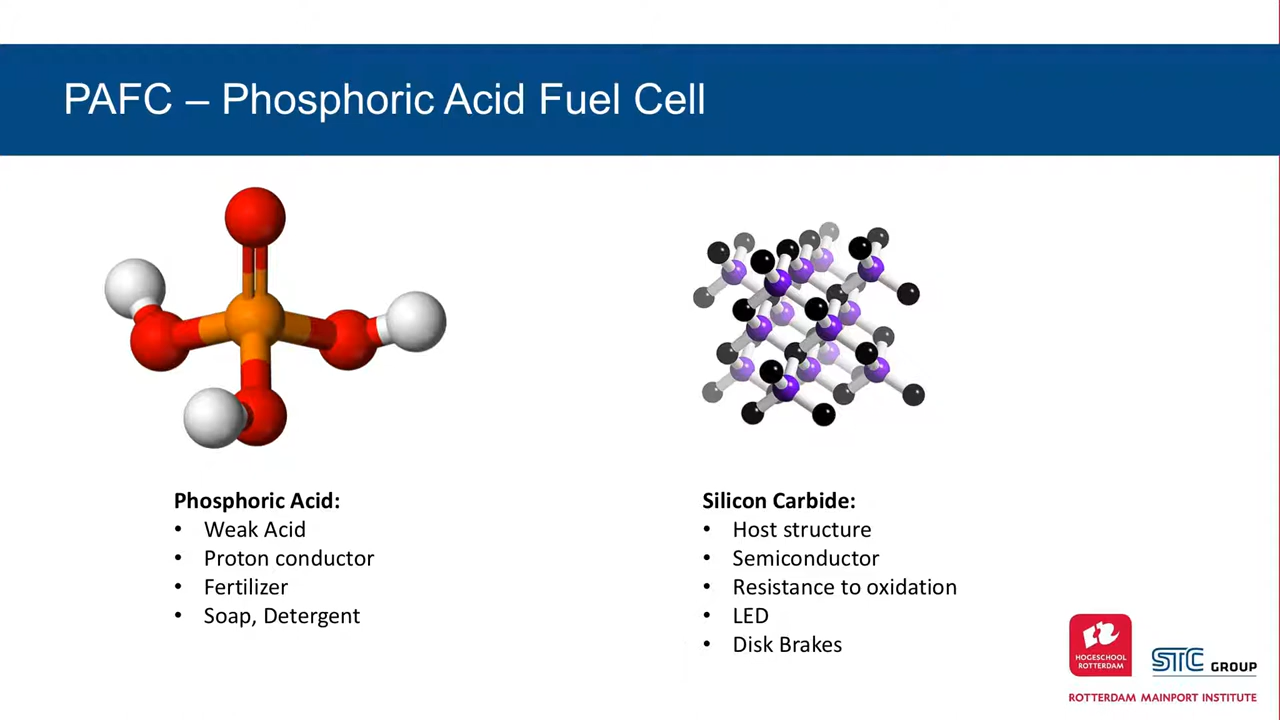 PAFC – Phosphoric Acid Fuel Cell
Phosphoric Acid:
• Weak Acid
• Proton conductor
• Fertilizer
• Soap, Detergent
Silicon Carbide:
• Host structure
• Semiconductor
• Resistance to oxidation
• LED
• Disk Brakes
HOGESCHOOL
ROTTERDAM
STC GROUP
ROTTERDAM MAINPORT INSTITUTE